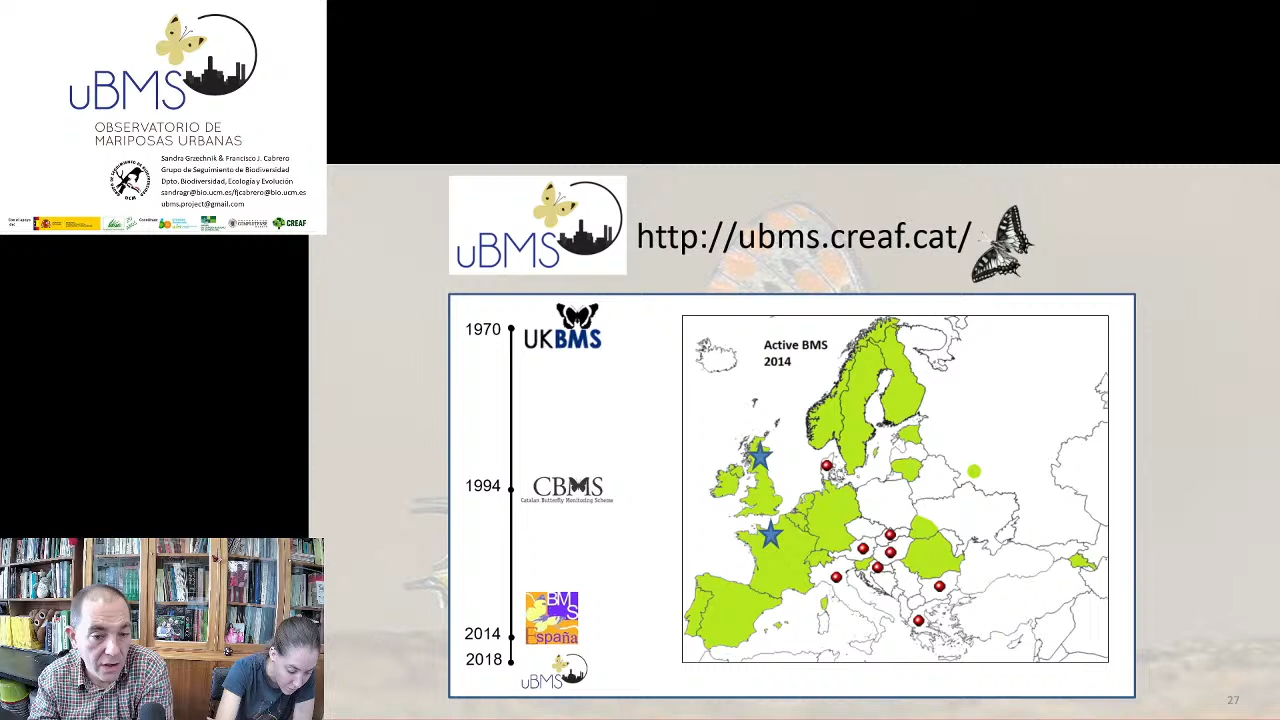 uBMS
OBSERVATORIO DE
MARIPOSAS URBANAS
Sandra Grzechnik & Francisco J. Cabrero
Grupo de Seguimiento de Biodiversidad
Dpto. Biodiversidad, Ecología y Evolución
sandragr@bio.ucm.es/fjcabrero@bio.ucm.es
ubms.project@gmail.com
CREAF
uBMS
http://ubms.creaf.cat/
1970
UKBMS
Active BMS
2014
1994
CBMS
Catalan Butterfly Monitoring Scheme
BMS
España
2014
2018
uBMS
27